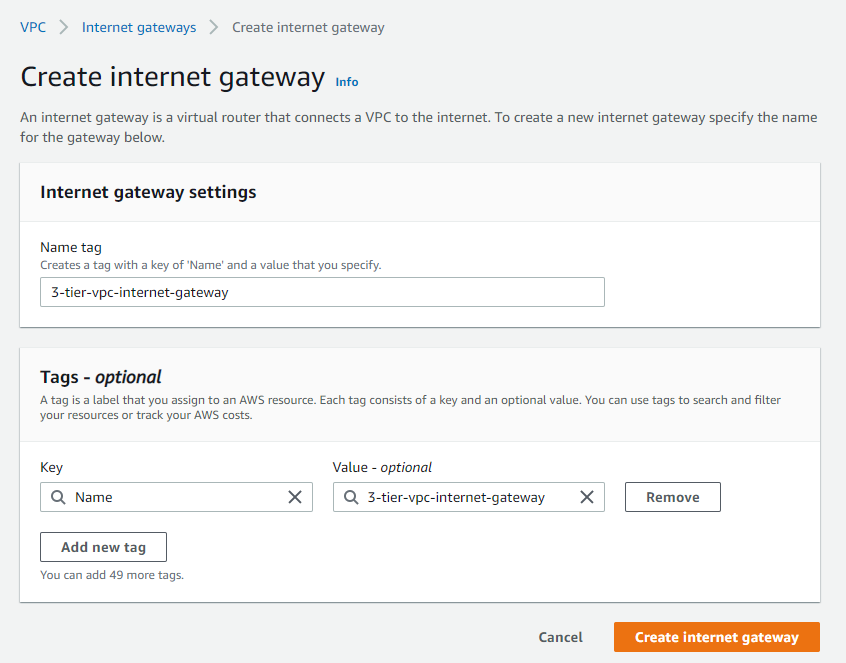 VPC > Internet gateways > Create internet gateway
Create internet gateway Info
An internet gateway is a virtual router that connects a VPC to the internet. To create a new internet gateway specify the name
for the gateway below.
Internet gateway settings
Name tag
Creates a tag with a key of 'Name' and a value that you specify.
3-tier-vpc-internet-gateway
Tags - optional
A tag is a label that you assign to an AWS resource. Each tag consists of a key and an optional value. You can use tags to search and filter
your resources or track your AWS costs.
Key Value - optional
Name 3-tier-vpc-internet-gateway Remove
Add new tag
You can add 49 more tags.
Cancel Create internet gateway